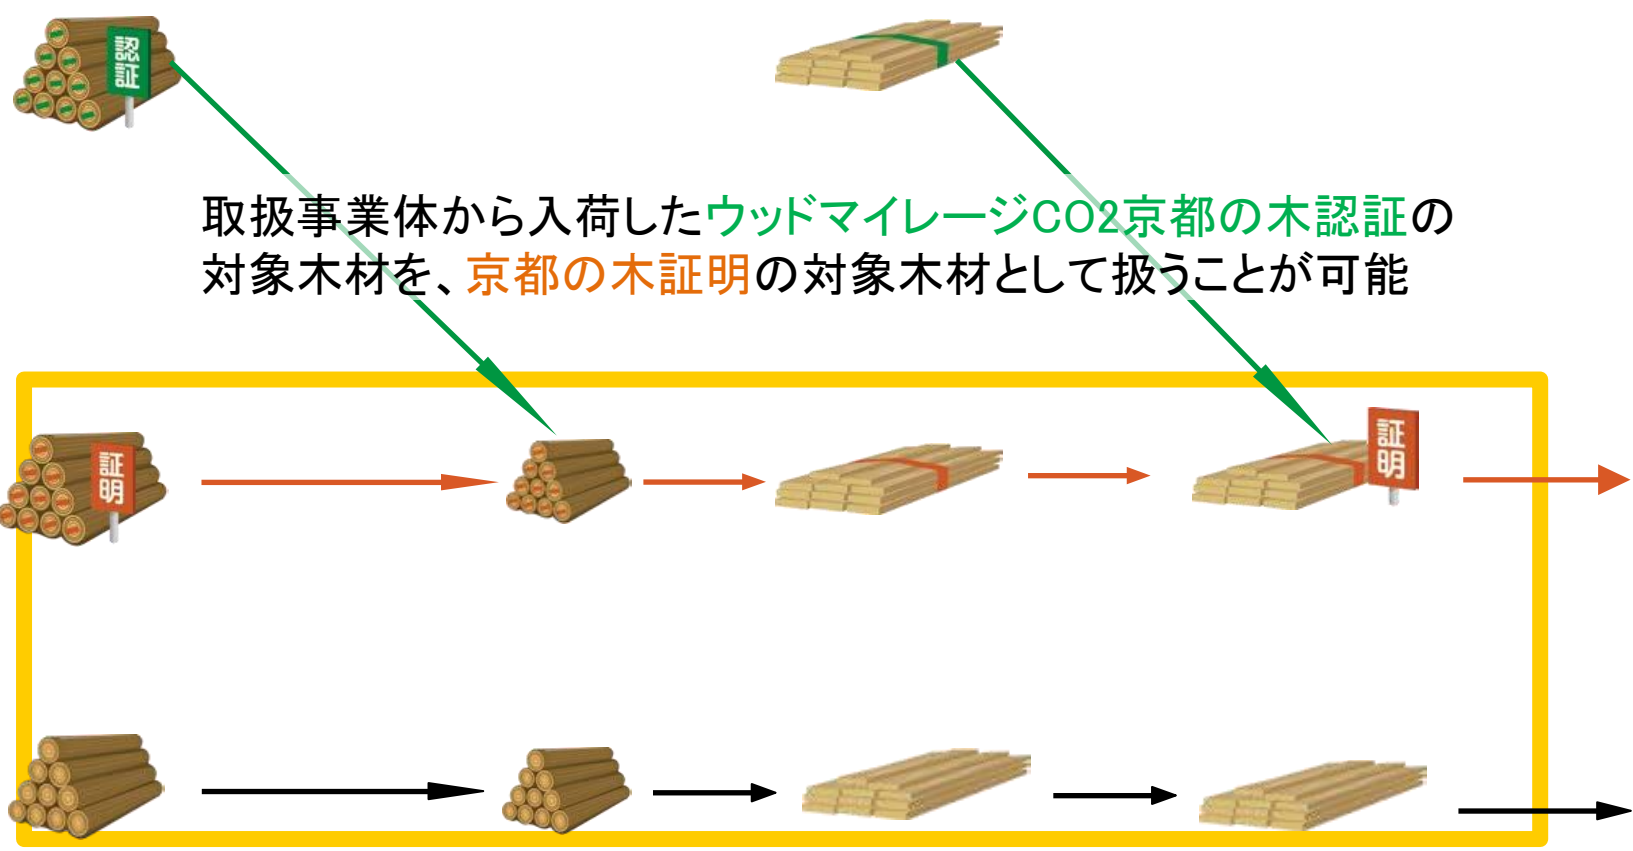 認証
取扱事業体から入荷したウッドマイレージCO2京都の木認証の
対象木材を、京都の木証明の対象木材として扱うことが可能
証明
証明